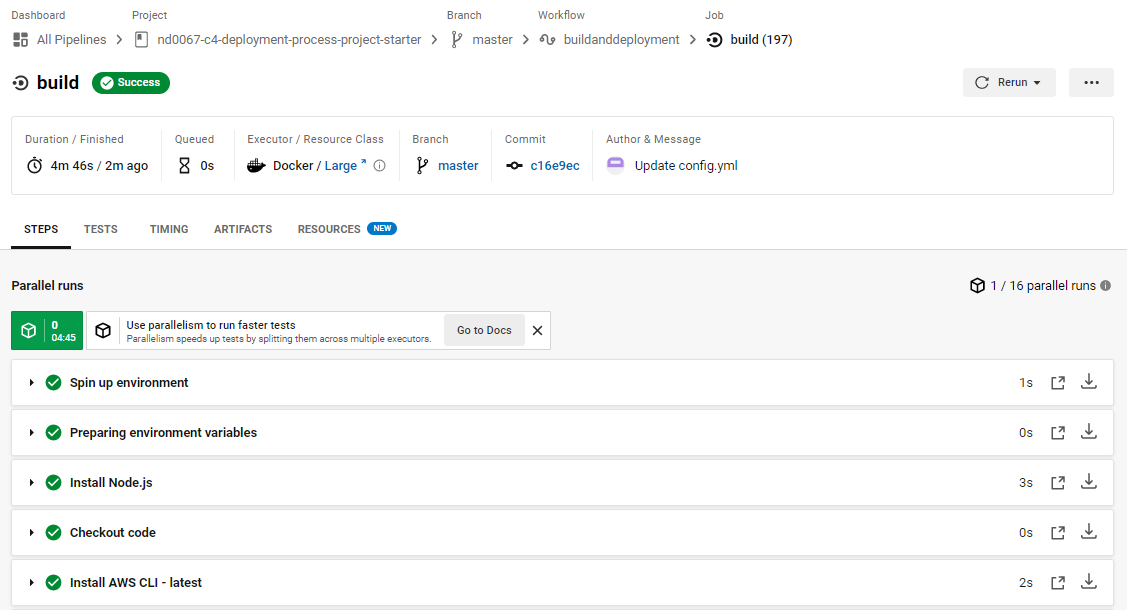 Dashboard Project Branch Workflow Job
All Pipelines nd0067-c4-deployment-process-project-starter master buildanddeployment build (197)
build Success Rerun
Duration / Finished Queued Executor / Resource Class Branch Commit Author & Message
4m 46s / 2m ago 0s Docker / Large master c16e9ec Update config.yml
STEPS TESTS TIMING ARTIFACTS RESOURCES NEW
Parallel runs 1 / 16 parallel runs
0
04:45
Use parallelism to run faster tests
Parallelism speeds up tests by splitting them across multiple executors.
Go to Docs
Spin up environment 1s
Preparing environment variables 0s
Install Node.js 3s
Checkout code 0s
Install AWS CLI - latest 2s